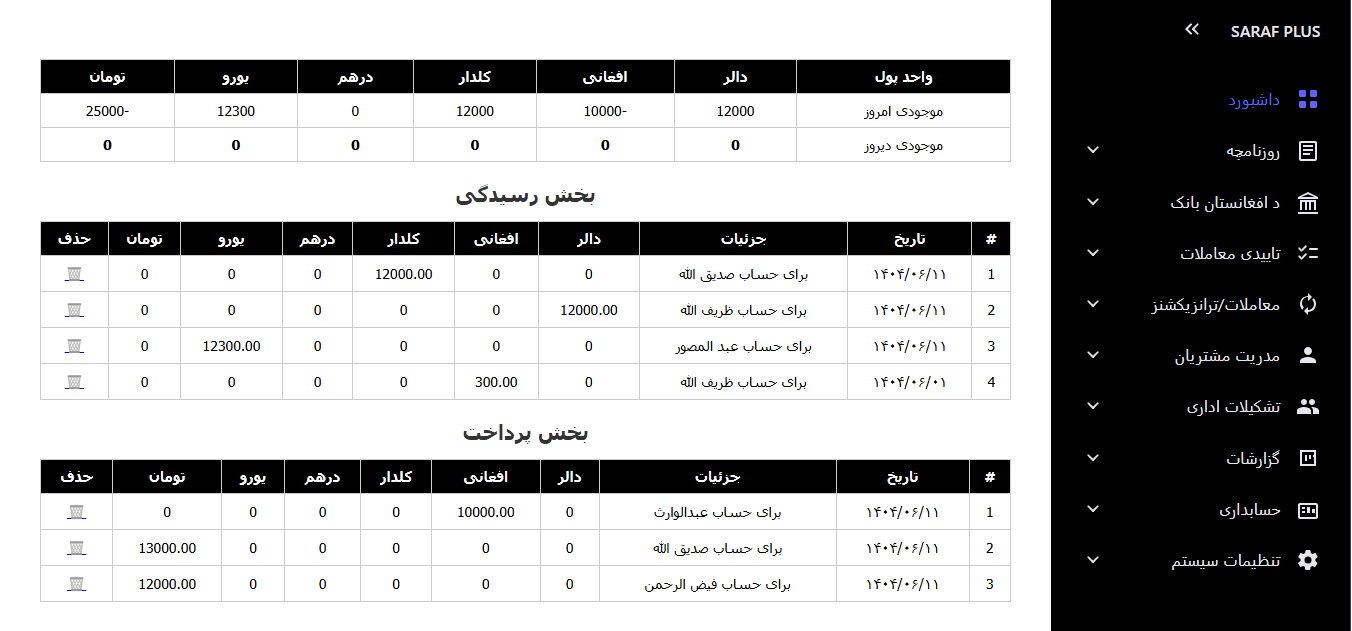 SARAF PLUS
داشبورد
روزنامچه
د افغانستان بانک
تاییدی معاملات
معاملات/ترانزیکشنز
مدریت مشتریان
تشکیلات اداری
گزارشات
حسابداری
تنظیمات سیستم
واحد پول دالر افغانی کلدار درهم یورو تومان
موجودی امروز 12000 -10000 12000 0 12300 -25000
موجودی دیروز 0 0 0 0 0 0
بخش رسیدگی
# تاریخ جزئیات دالر افغانی کلدار درهم یورو تومان حذف
1 ۱۴۰۴/۰۶/۱۱ برای حساب صدیق الله 0 0 12000.00 0 0 0
2 ۱۴۰۴/۰۶/۱۱ برای حساب ظریف الله 12000.00 0 0 0 0 0
3 ۱۴۰۴/۰۶/۱۱ برای حساب عبد المصور 0 0 0 0 12300.00 0
4 ۱۴۰۴/۰۶/۰۱ برای حساب ظریف الله 0 300.00 0 0 0 0
بخش پرداخت
# تاریخ جزئیات دالر افغانی کلدار درهم یورو تومان حذف
1 ۱۴۰۴/۰۶/۱۱ برای حساب عبدالوارث 0 10000.00 0 0 0 0
2 ۱۴۰۴/۰۶/۱۱ برای حساب صدیق الله 0 0 0 0 0 13000.00
3 ۱۴۰۴/۰۶/۱۱ برای حساب فیض الرحمن 0 0 0 0 0 12000.00